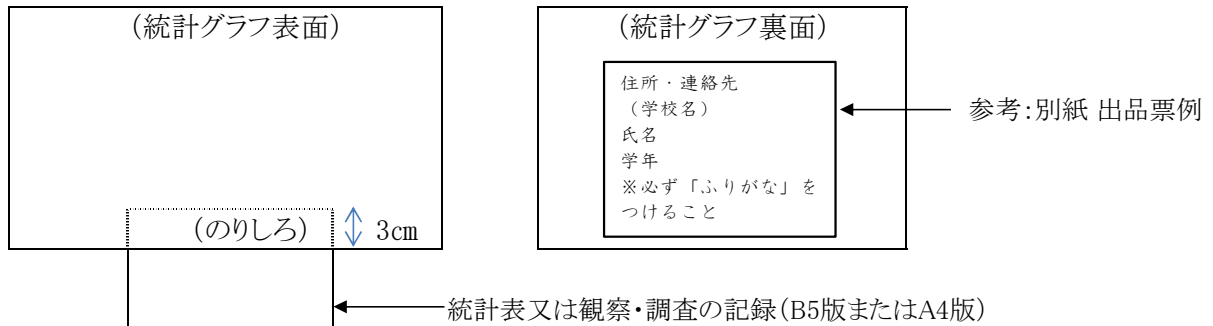 (統計グラフ表面)
(のりしろ)
3cm
(統計グラフ裏面)
住所・連絡先
(学校名)
氏名
学年
※必ず「ふりがな」を
つけること
参考:別紙 出品票例
統計表又は観察・調査の記録(B5版またはA4版)